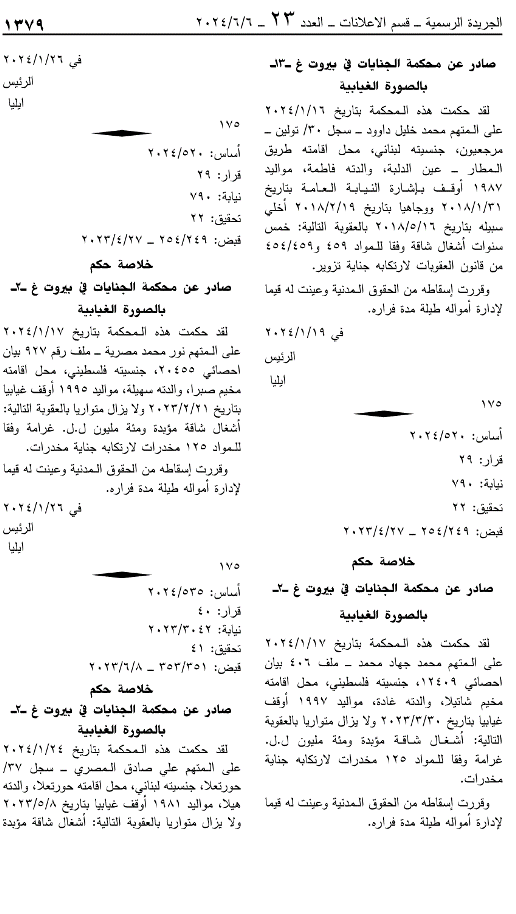 الجريدة الرسمية ـ قسم الاعلانات ـ العدد ٢٣ ـ ٢٠٢٤/٦/٦
١٣٧٩
صادر عن محكمة الجنايات في بيروت غ ـ١٣ـ
بالصورة الغيابية
لقد حكمت هذه المحكمة بتاريخ ٢٠٢٤/١/١٦
على المتهم محمد خليل داوود ـ سجل ٣٠/ تولين ـ
مرجعيون، جنسيته لبناني، محل اقامته طريق
المطار ـ عين الدلبة، والدته فاطمة، مواليد
١٩٨٧ أوقف بإشارة النيابة العامة بتاريخ
٢٠١٨/١/٣١ ووجاهيا بتاريخ ٢٠١٨/٢/١٩ أخلي
سبيله بتاريخ ٢٠١٨/٥/١٦ بالعقوبة التالية: خمس
سنوات أشغال شاقة وفقا للمواد ٤٥٩ و٤٥٤/٤٥٩
من قانون العقوبات لارتكابه جناية تزوير.
وقررت إسقاطه من الحقوق المدنية وعينت له قيما
لإدارة أمواله طيلة مدة فراره.
في ٢٠٢٤/١/١٩
الرئيس
ايليا
١٧٥
أساس: ٢٠٢٤/٥٢٠
قرار: ٢٩
نيابة: ٧٩٠
تحقيق: ٢٢
قبض: ٢٥٤/٢٤٩ ـ ٢٠٢٣/٤/٢٧
خلاصة حكم
صادر عن محكمة الجنايات في بيروت غ ـ٢ـ
بالصورة الغيابية
لقد حكمت هذه المحكمة بتاريخ ٢٠٢٤/١/١٧
على المتهم محمد جهاد محمد ـ ملف ٤٠٦ بيان
احصائي ١٢٤٠٩، جنسيته فلسطيني، محل اقامته
مخيم شاتيلا، والدته غادة، مواليد ١٩٩٧ أوقف
غيابيا بتاريخ ٢٠٢٣/٣/٣٠ ولا يزال متواريا بالعقوبة
التالية: أشغال شاقة مؤبدة ومئة مليون ل.ل.
غرامة وفقا للمواد ١٢٥ مخدرات لارتكابه جناية
مخدرات.
وقررت إسقاطه من الحقوق المدنية وعينت له قيما
لإدارة أمواله طيلة مدة فراره.
في ٢٠٢٤/١/٢٦
الرئيس
ايليا
١٧٥
أساس: ٢٠٢٤/٥٢٠
قرار: ٢٩
نيابة: ٧٩٠
تحقيق: ٢٢
قبض: ٢٥٤/٢٤٩ ـ ٢٠٢٣/٤/٢٧
خلاصة حكم
صادر عن محكمة الجنايات في بيروت غ ـ٢ـ
بالصورة الغيابية
لقد حكمت هذه المحكمة بتاريخ ٢٠٢٤/١/١٧
على المتهم نور محمد مصرية ـ ملف رقم ٩٢٧ بيان
احصائي ٢٠٤٥٥، جنسيته فلسطيني، محل اقامته
مخيم صبرا، والدته سهيلة، مواليد ١٩٩٥ أوقف غيابيا
بتاريخ ٢٠٢٣/٢/٢١ ولا يزال متواريا بالعقوبة التالية:
أشغال شاقة مؤبدة ومئة مليون ل.ل. غرامة وفقا
للمواد ١٢٥ مخدرات لارتكابه جناية مخدرات.
وقررت إسقاطه من الحقوق المدنية وعينت له قيما
لإدارة أمواله طيلة مدة فراره.
في ٢٠٢٤/١/٢٦
الرئيس
ايليا
١٧٥
أساس: ٢٠٢٤/٥٣٥
قرار: ٤٠
نيابة: ٢٠٢٣/٣٠٤٢
تحقيق: ٤١
قبض: ٣٥٣/٣٥١ ـ ٢٠٢٣/٦/٨
خلاصة حكم
صادر عن محكمة الجنايات في بيروت غ ـ٢ـ
بالصورة الغيابية
لقد حكمت هذه المحكمة بتاريخ ٢٠٢٤/١/٢٤
على المتهم علي صادق المصري ـ سجل ٣٧/
حورتعلا، جنسيته لبناني، محل اقامته حورتعلا، والدته
هيلا، مواليد ١٩٨١ أوقف غيابيا بتاريخ ٢٠٢٣/٥/٨
ولا يزال متواريا بالعقوبة التالية: أشغال شاقة مؤبدة